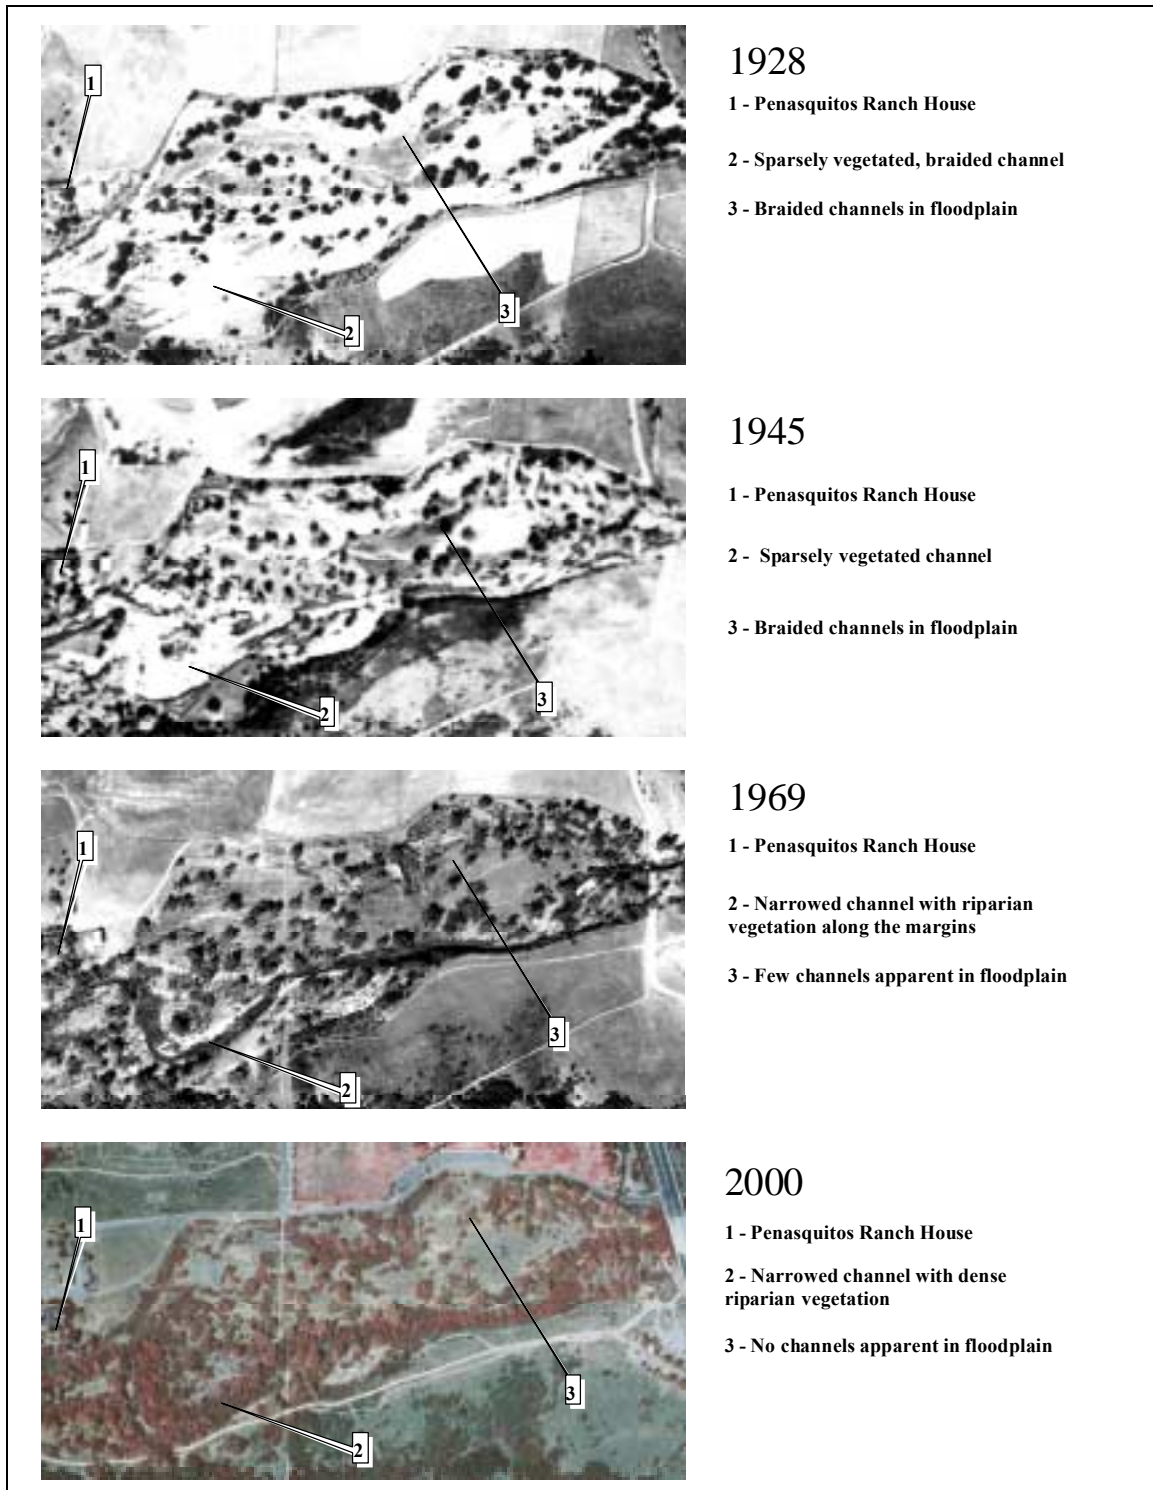 1928
1 - Penasquitos Ranch House
2 - Sparsely vegetated, braided channel
3 - Braided channels in floodplain
1
2
3
1945
1 - Penasquitos Ranch House
2 -  Sparsely vegetated channel
3 - Braided channels in floodplain
1
2
3
1969
1 - Penasquitos Ranch House
2 - Narrowed channel with riparian
vegetation along the margins
3 - Few channels apparent in floodplain
1
2
3
2000
1 - Penasquitos Ranch House
2 - Narrowed channel with dense
riparian vegetation
3 - No channels apparent in floodplain
1
2
3